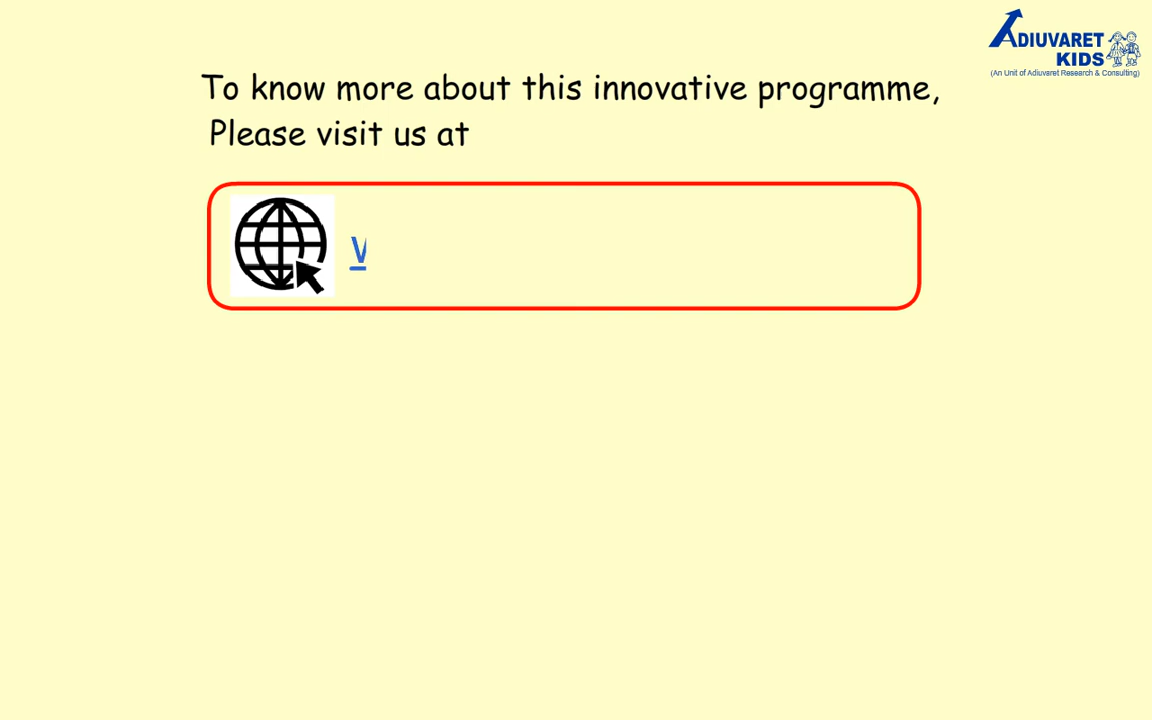 ADIUVARET
KIDS
(An Unit of Adiuvaret Research & Consulting)
To know more about this innovative programme,
Please visit us at